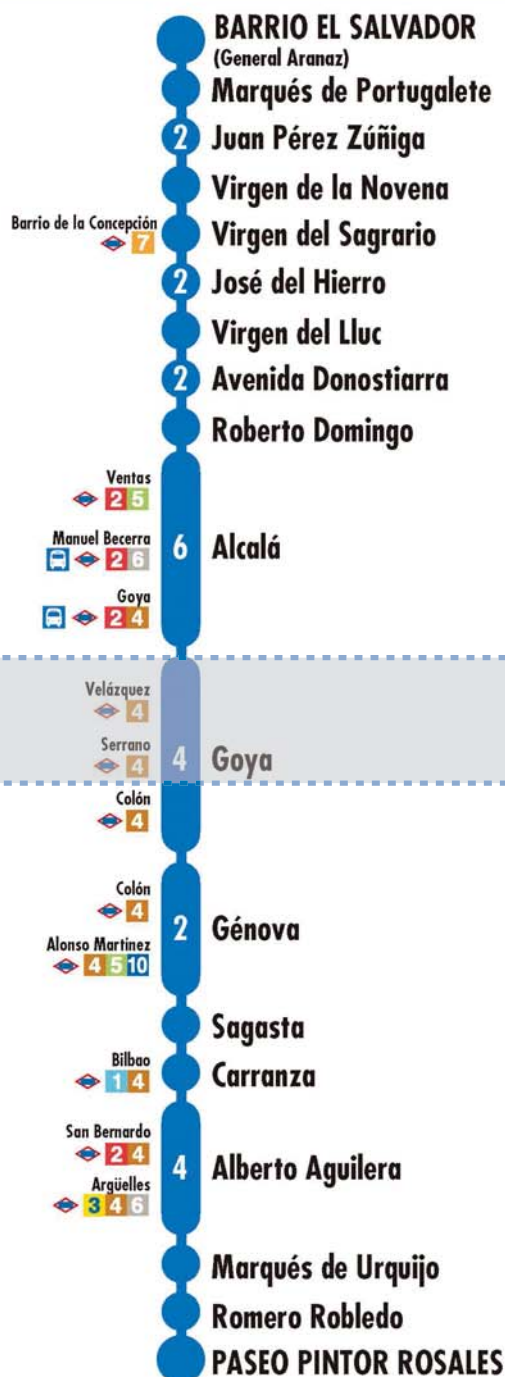 BARRIO EL SALVADOR
(General Aranaz)
Marqués de Portugalete
2 Juan Pérez Zúñiga
Virgen de la Novena
Barrio de la Concepción
7
Virgen del Sagrario
2 José del Hierro
Virgen del Lluc
2 Avenida Donostiarra
Roberto Domingo
Ventas
2 5
Manuel Becerra
2 6
6 Alcalá
Goya
2 4
Velázquez
4
Serrano
4
4 Goya
Colón
4
Colón
4
2 Génova
Alonso Martínez
4 5 10
Sagasta
Bilbao
1 4
Carranza
San Bernardo
2 4
4 Alberto Aguilera
Argüelles
3 4 6
Marqués de Urquijo
Romero Robledo
PASEO PINTOR ROSALES